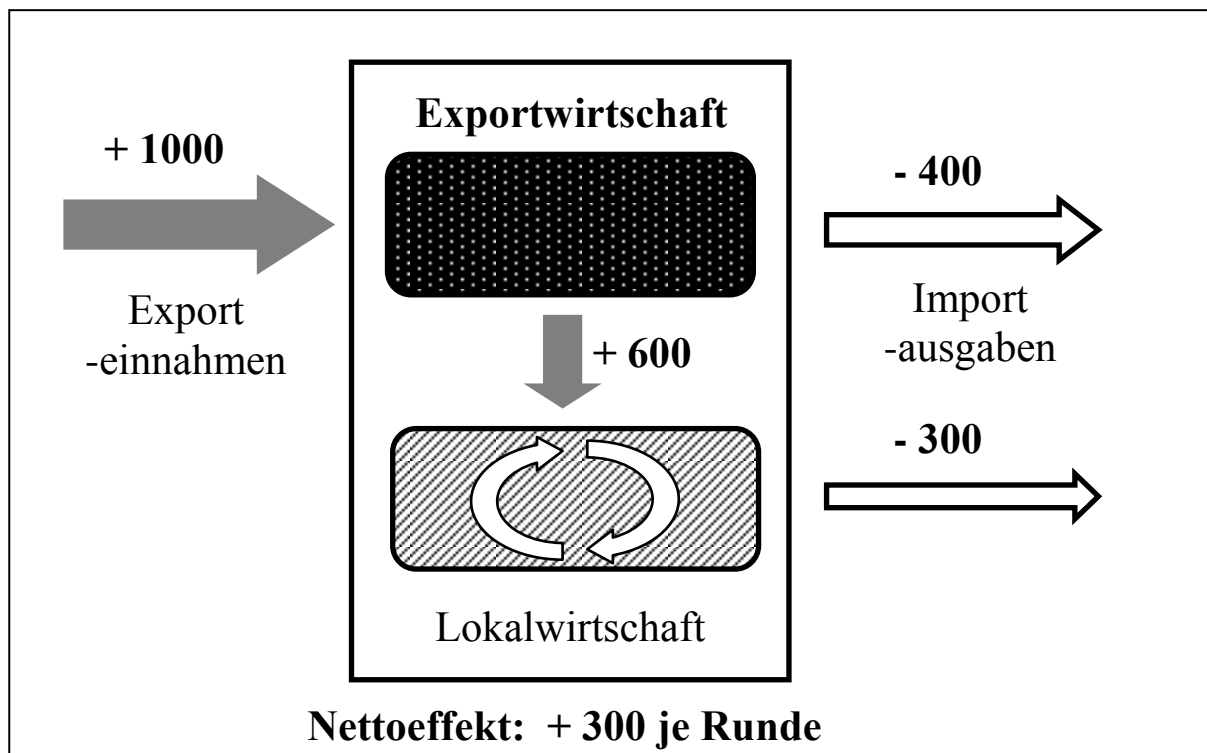 Exportwirtschaft
+ 1000
- 400
Export
-einnahmen
Import
-ausgaben
+ 600
- 300
Lokalwirtschaft
Nettoeffekt: + 300 je Runde